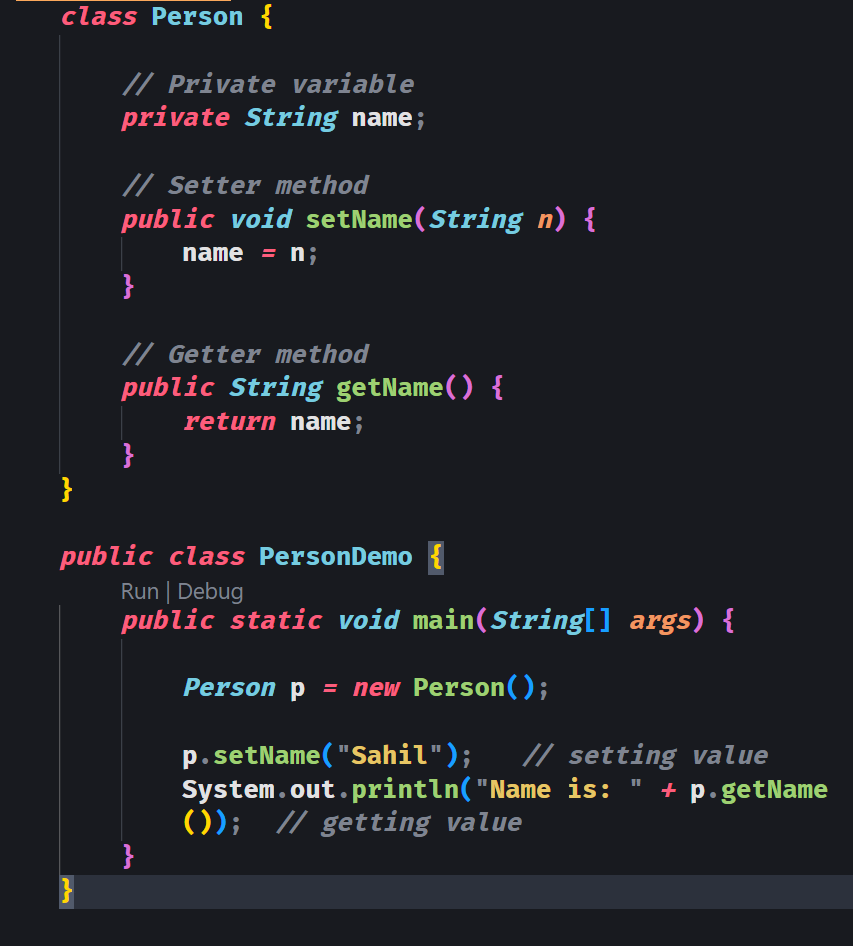 class Person {
// Private variable
private String name;
// Setter method
public void setName(String n) {
name = n;
}
// Getter method
public String getName() {
return name;
}
}
public class PersonDemo {
Run | Debug
public static void main(String[] args) {
Person p = new Person();
p.setName("Sahil");   // setting value
System.out.println("Name is: " + p.getName
());  // getting value
}
}